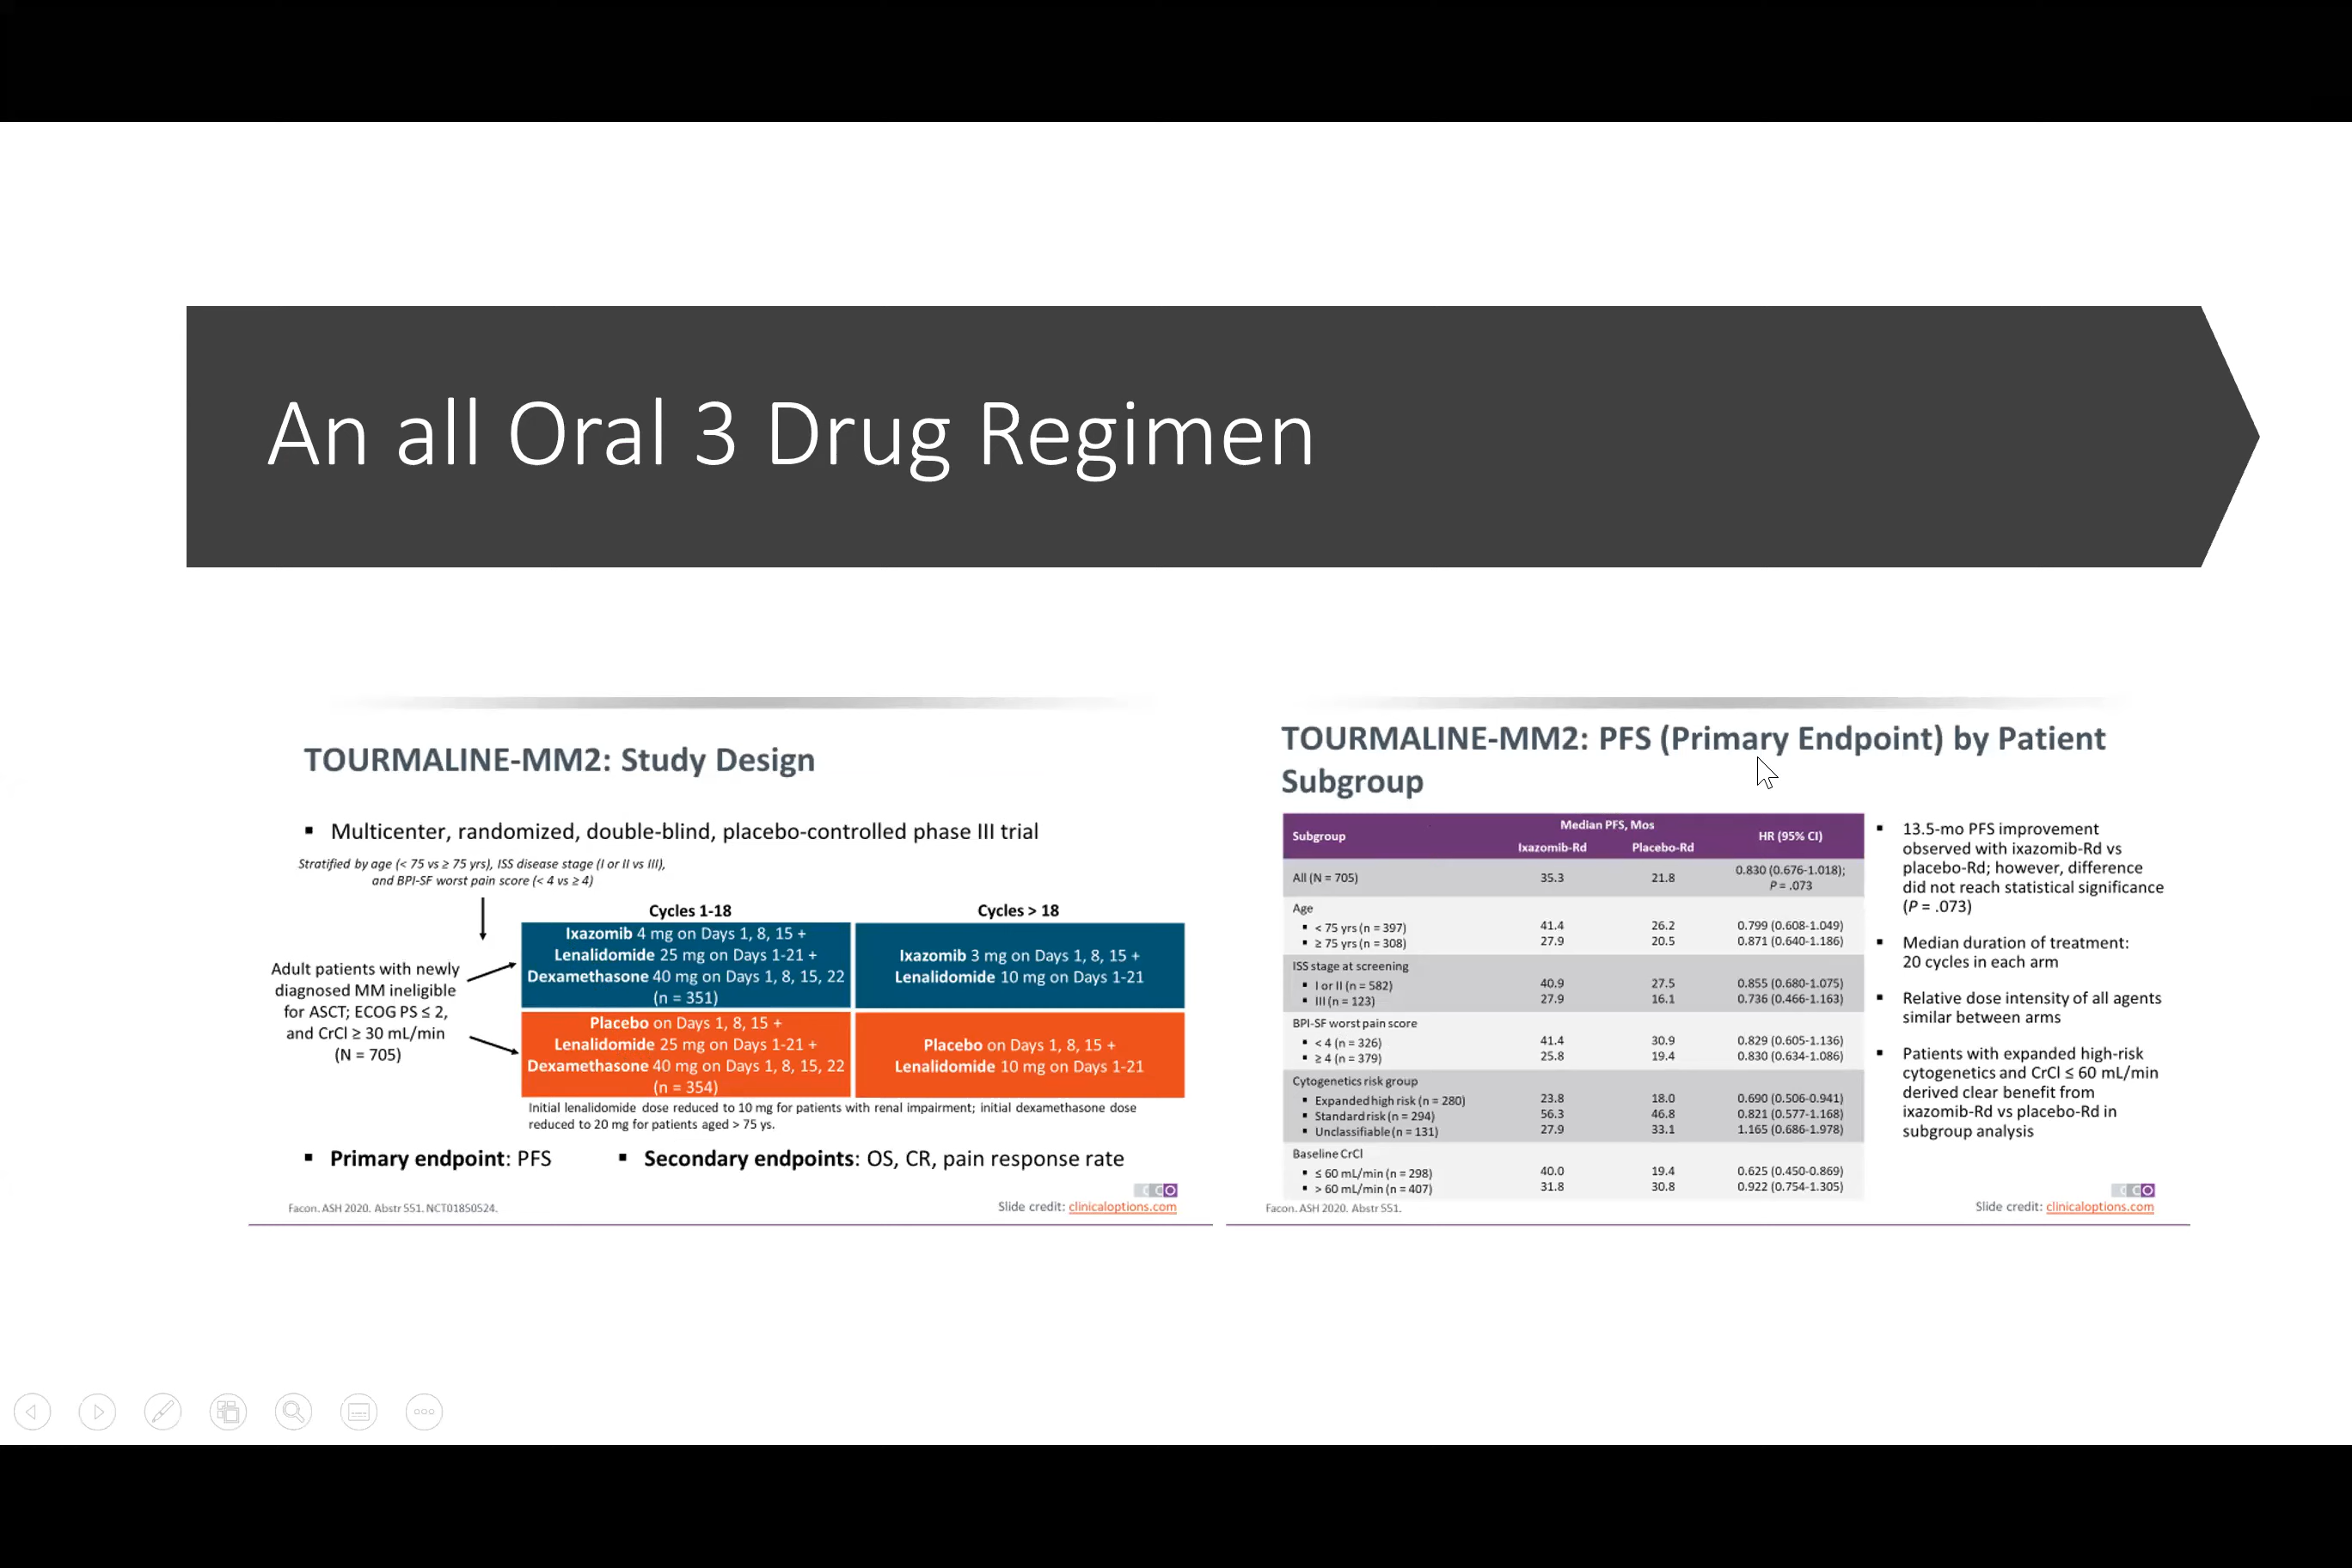 An all Oral 3 Drug Regimen
TOURMALINE-MM2: Study Design
▪ Multicenter, randomized, double-blind, placebo-controlled phase III trial
Stratified by age (< 75 vs ≥ 75 yrs), ISS disease stage (I or II vs III),
and BPI-SF worst pain score (< 4 vs ≥ 4)
Cycles 1-18
Cycles > 18
Adult patients with newly
diagnosed MM ineligible
for ASCT; ECOG PS ≤ 2,
and CrCl ≥ 30 mL/min
(N = 705)
Ixazomib 4 mg on Days 1, 8, 15 +
Lenalidomide 25 mg on Days 1-21 +
Dexamethasone 40 mg on Days 1, 8, 15, 22
(n = 351)
Ixazomib 3 mg on Days 1, 8, 15 +
Lenalidomide 10 mg on Days 1-21
Placebo on Days 1, 8, 15 +
Lenalidomide 25 mg on Days 1-21 +
Dexamethasone 40 mg on Days 1, 8, 15, 22
(n = 354)
Placebo on Days 1, 8, 15 +
Lenalidomide 10 mg on Days 1-21
Initial lenalidomide dose reduced to 10 mg for patients with renal impairment; initial dexamethasone dose
reduced to 20 mg for patients aged > 75 ys.
▪ Primary endpoint: PFS ▪ Secondary endpoints: OS, CR, pain response rate
CCO
Facon. ASH 2020. Abstr 551. NCT01850524.
Slide credit: clinicaloptions.com
TOURMALINE-MM2: PFS (Primary Endpoint) by Patient
Subgroup
Subgroup Median PFS, Mos HR (95% CI)
Ixazomib-Rd Placebo-Rd
All (N = 705) 35.3 21.8 0.830 (0.676-1.018);
P = .073
Age
▪ < 75 yrs (n = 397) 41.4 26.2 0.799 (0.608-1.049)
▪ ≥ 75 yrs (n = 308) 27.9 20.5 0.871 (0.640-1.186)
ISS stage at screening
▪ I or II (n = 582) 40.9 27.5 0.855 (0.680-1.075)
▪ III (n = 123) 27.9 16.1 0.736 (0.466-1.163)
BPI-SF worst pain score
▪ < 4 (n = 326) 41.4 30.9 0.829 (0.605-1.136)
▪ ≥ 4 (n = 379) 25.8 19.4 0.830 (0.634-1.086)
Cytogenetics risk group
▪ Expanded high risk (n = 280) 23.8 18.0 0.690 (0.506-0.941)
▪ Standard risk (n = 294) 56.3 46.8 0.821 (0.577-1.168)
▪ Unclassifiable (n = 131) 27.9 33.1 1.165 (0.686-1.978)
Baseline CrCl
▪ ≤ 60 mL/min (n = 298) 40.0 19.4 0.625 (0.450-0.869)
▪ > 60 mL/min (n = 407) 31.8 30.8 0.922 (0.754-1.305)
▪ 13.5-mo PFS improvement
observed with ixazomib-Rd vs
placebo-Rd; however, difference
did not reach statistical significance
(P = .073)
▪ Median duration of treatment:
20 cycles in each arm
▪ Relative dose intensity of all agents
similar between arms
▪ Patients with expanded high-risk
cytogenetics and CrCl ≤ 60 mL/min
derived clear benefit from
ixazomib-Rd vs placebo-Rd in
subgroup analysis
CCO
Facon. ASH 2020. Abstr 551.
Slide credit: clinicaloptions.com